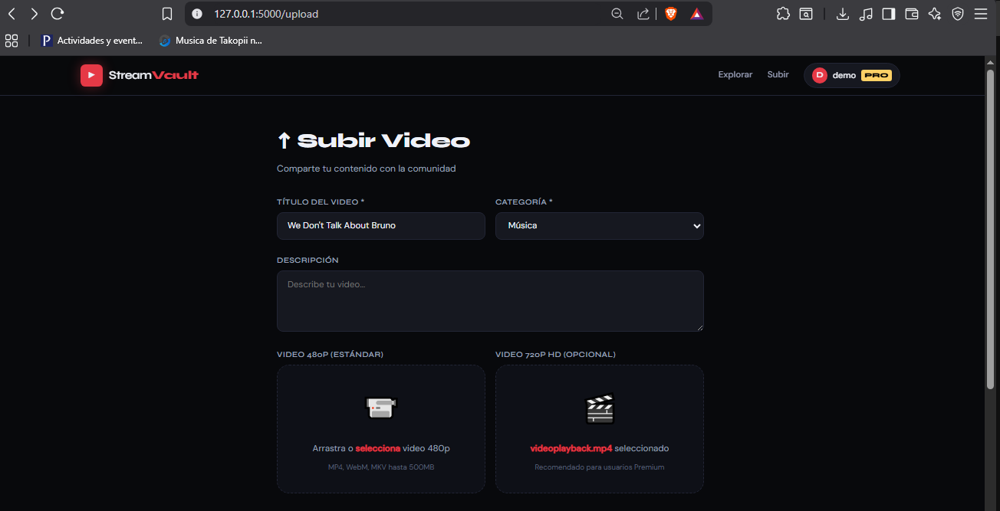 127.0.0.1:5000/upload
Actividades y event...
Musica de Takopii n...
StreamVault
Explorar
Subir
D demo PRO
↑ Subir Video
Comparte tu contenido con la comunidad
TÍTULO DEL VIDEO *
CATEGORÍA *
We Don't Talk About Bruno
Música
DESCRIPCIÓN
Describe tu video...
VIDEO 480P (ESTÁNDAR)
VIDEO 720P HD (OPCIONAL)
Arrastra o selecciona video 480p
MP4, WebM, MKV hasta 500MB
videoplayback.mp4 seleccionado
Recomendado para usuarios Premium